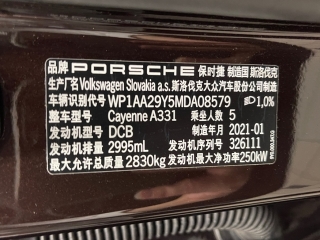 品牌 PORSCHE 保时捷 制造国 斯洛伐克
生产厂名 Volkswagen Slovakia a.s. 斯洛伐克大众汽车股份公司制造
车辆识别代号 WP1AA29Y5MDA08579 1,0%
整车型号 Cayenne A331 乘坐人数 5
发动机型号 DCB 制造年月 2021-01
发动机排量 2995mL 发动机序列号 326111
最大允许总质量 2830kg 发动机最大净功率 250kW